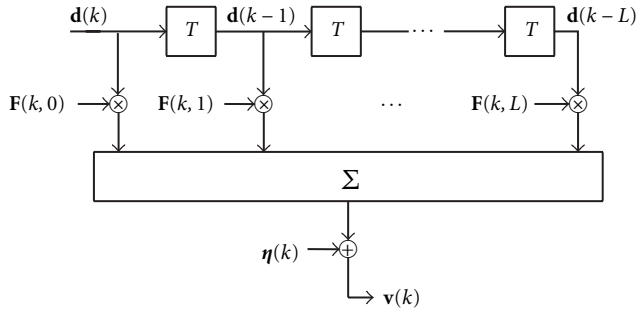 d(k) T d(k − 1) T ··· T d(k − L)
F(k, 0) × F(k, 1) × ··· F(k, L) ×
Σ
η(k) +
v(k)